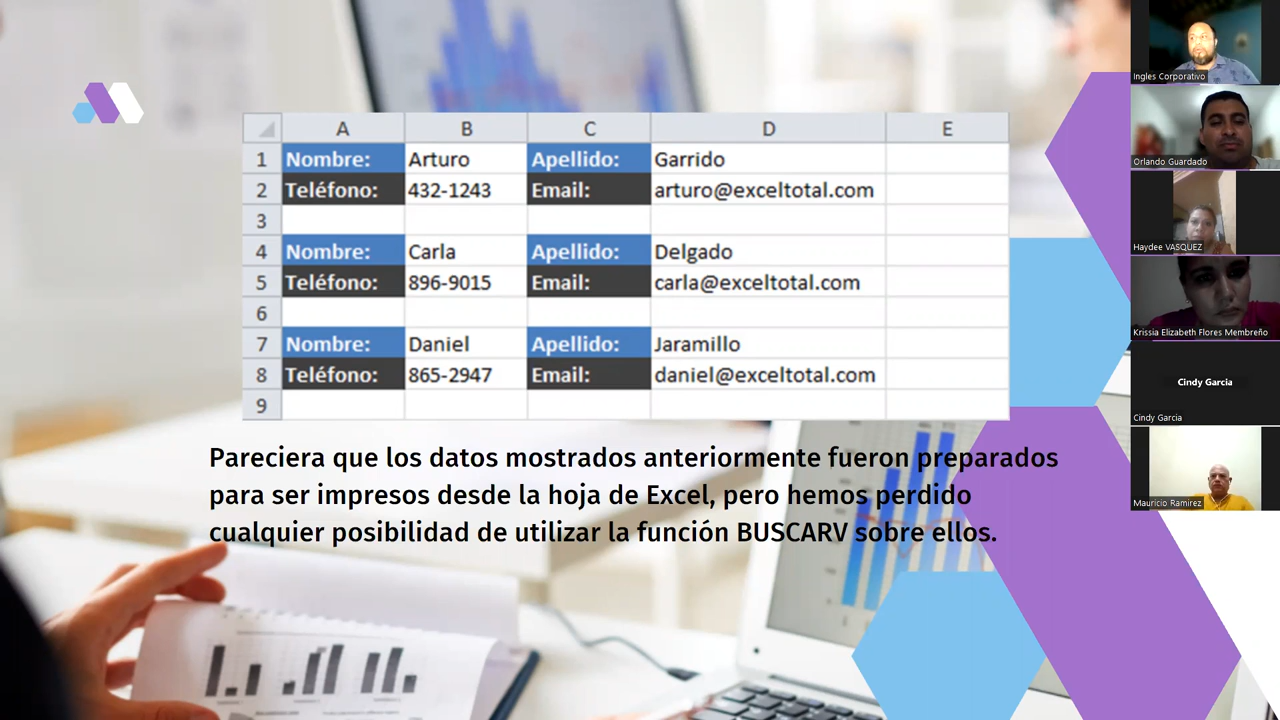 A B C D E
1 Nombre: Arturo Apellido: Garrido
2 Teléfono: 432-1243 Email: arturo@exceltotal.com
3
4 Nombre: Carla Apellido: Delgado
5 Teléfono: 896-9015 Email: carla@exceltotal.com
6
7 Nombre: Daniel Apellido: Jaramillo
8 Teléfono: 865-2947 Email: daniel@exceltotal.com
9
Pareciera que los datos mostrados anteriormente fueron preparados
para ser impresos desde la hoja de Excel, pero hemos perdido
cualquier posibilidad de utilizar la función BUSCARV sobre ellos.
Ingles Corporativo
Orlando Guardado
Haydee VASQUEZ
Krissia Elizabeth Flores Membreño
Cindy Garcia
Cindy Garcia
Mauricio Ramirez